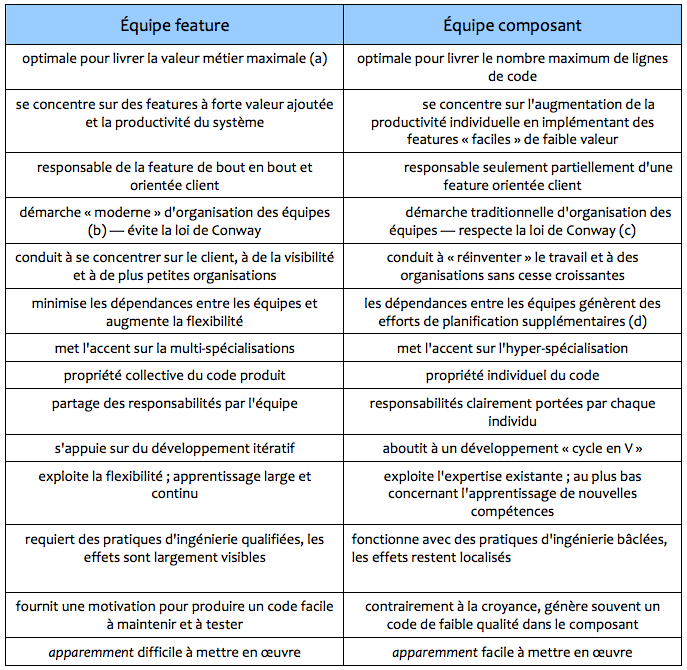 Équipe feature
Équipe composant
optimale pour livrer la valeur métier maximale (a)
optimale pour livrer le nombre maximum de lignes
de code
se concentre sur des features à forte valeur ajoutée
et la productivité du système
se concentre sur l'augmentation de la
productivité individuelle en implémentant des
features « faciles » de faible valeur
responsable de la feature de bout en bout et
orientée client
responsable seulement partiellement d'une
feature orientée client
démarche « moderne » d'organisation des équipes
(b) — évite la loi de Conway
démarche traditionnelle d'organisation des
équipes — respecte la loi de Conway (c)
conduit à se concentrer sur le client, à de la visibilité
et à de plus petites organisations
conduit à « réinventer » le travail et à des
organisations sans cesse croissantes
minimise les dépendances entre les équipes et
augmente la flexibilité
les dépendances entre les équipes génèrent des
efforts de planification supplémentaires (d)
met l'accent sur la multi-spécialisations
met l'accent sur l'hyper-spécialisation
propriété collective du code produit
propriété individuel du code
partage des responsabilités par l'équipe
responsabilités clairement portées par chaque
individu
s'appuie sur du développement itératif
aboutit à un développement « cycle en V »
exploite la flexibilité ; apprentissage large et
continu
exploite l'expertise existante ; au plus bas
concernant l'apprentissage de nouvelles
compétences
requiert des pratiques d'ingénierie qualifiées, les
effets sont largement visibles
fonctionne avec des pratiques d'ingénierie bâclées,
les effets restent localisés
fournit une motivation pour produire un code facile
à maintenir et à tester
contrairement à la croyance, génère souvent un
code de faible qualité dans le composant
apparemment difficile à mettre en œuvre
apparemment facile à mettre en œuvre